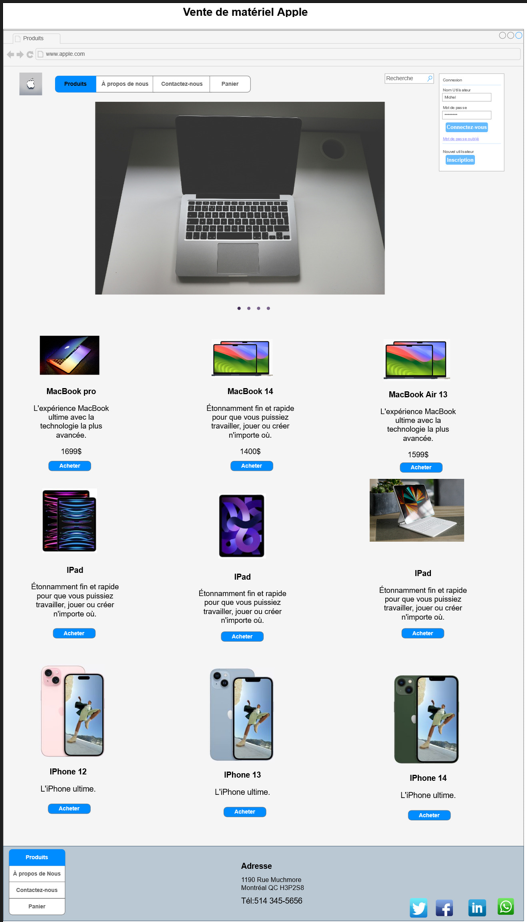 Vente de matériel Apple
Produits
www.apple.com
Produits
À propos de nous
Contactez-nous
Panier
Recherche
Connexion
Nom Utilisateur
Michel
Mot de passe
********
Connectez vous
Mot de passe oublié
Nouvel utilisateur
Inscription
MacBook pro
L'expérience MacBook
ultime avec la
technologie la plus
avancée.
1699$
Acheter
MacBook 14
Étonnamment fin et rapide
pour que vous puissiez
travailler, jouer ou créer
n'importe où.
1400$
Acheter
MacBook Air 13
L'expérience MacBook
ultime avec la
technologie la plus
avancée.
1599$
Acheter
IPad
Étonnamment fin et rapide
pour que vous puissiez
travailler, jouer ou créer
n'importe où.
Acheter
IPad
Étonnamment fin et rapide
pour que vous puissiez
travailler, jouer ou créer
n'importe où.
Acheter
IPad
Étonnamment fin et rapide
pour que vous puissiez
travailler, jouer ou créer
n'importe où.
Acheter
IPhone 12
L'iPhone ultime.
Acheter
IPhone 13
L'iPhone ultime.
Acheter
IPhone 14
L'iPhone ultime.
Acheter
Produits
À propos de Nous
Contactez-nous
Panier
Adresse
1190 Rue Muchmore
Montréal QC H3P2S8
Tél:514 345-5656